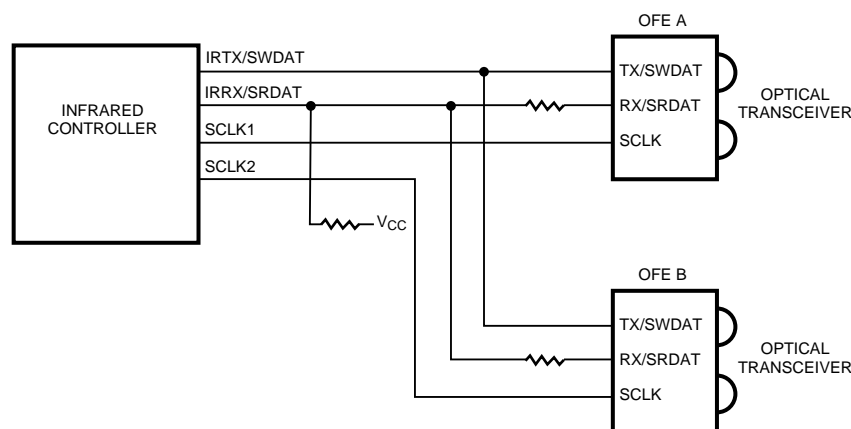 OFE A
IRTX/SWDAT
TX/SWDAT
IRRX/SRDAT
RX/SRDAT
INFRARED
CONTROLLER
OPTICAL
TRANSCEIVER
SCLK1
SCLK
SCLK2
VCC
OFE B
TX/SWDAT
RX/SRDAT
OPTICAL
TRANSCEIVER
SCLK